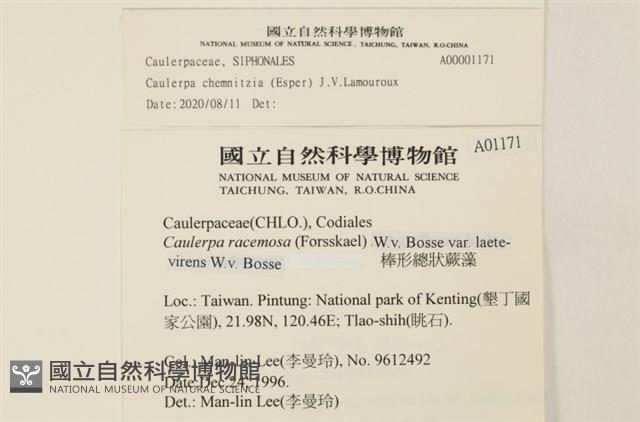 國立自然科學博物館
NATIONAL MUSEUM OF NATURAL SCIENCE, TAICHUNG, TAIWAN, R.O.CHINA
Caulerpaceae, SIPHONALES A00001171
Caulerpa chemnitzia (Esper) J.V.Lamouroux
Date:2020/08/11 Det:
A01171
國立自然科學博物館
NATIONAL MUSEUM OF NATURAL SCIENCE
TAICHUNG, TAIWAN, R.O.CHINA
Caulerpaceae(CHLO.), Codiales
Caulerpa racemosa (Forsskael) W.v. Bosse var. laete-
virens W.v. Bosse 棒形總狀蕨藻
Loc.: Taiwan. Pintung: National park of Kenting(墾丁國
家公園), 21.98N, 120.46E; Tlao-shih(眺石).
Col.: Man-lin Lee(李曼玲), No. 9612492
Date Dec 24, 1996.
Det.: Man-lin Lee(李曼玲)
國立自然科學博物館
NATIONAL MUSEUM OF NATURAL SCIENCE